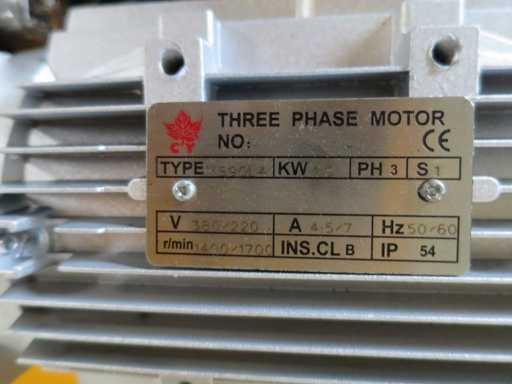 THREE PHASE MOTOR
CT NO: CE
TYPE KW PH 3 S 1
V 380/220 A 4.5/7 Hz 50/60
r/min 1400/1700 INS.CL B IP 54